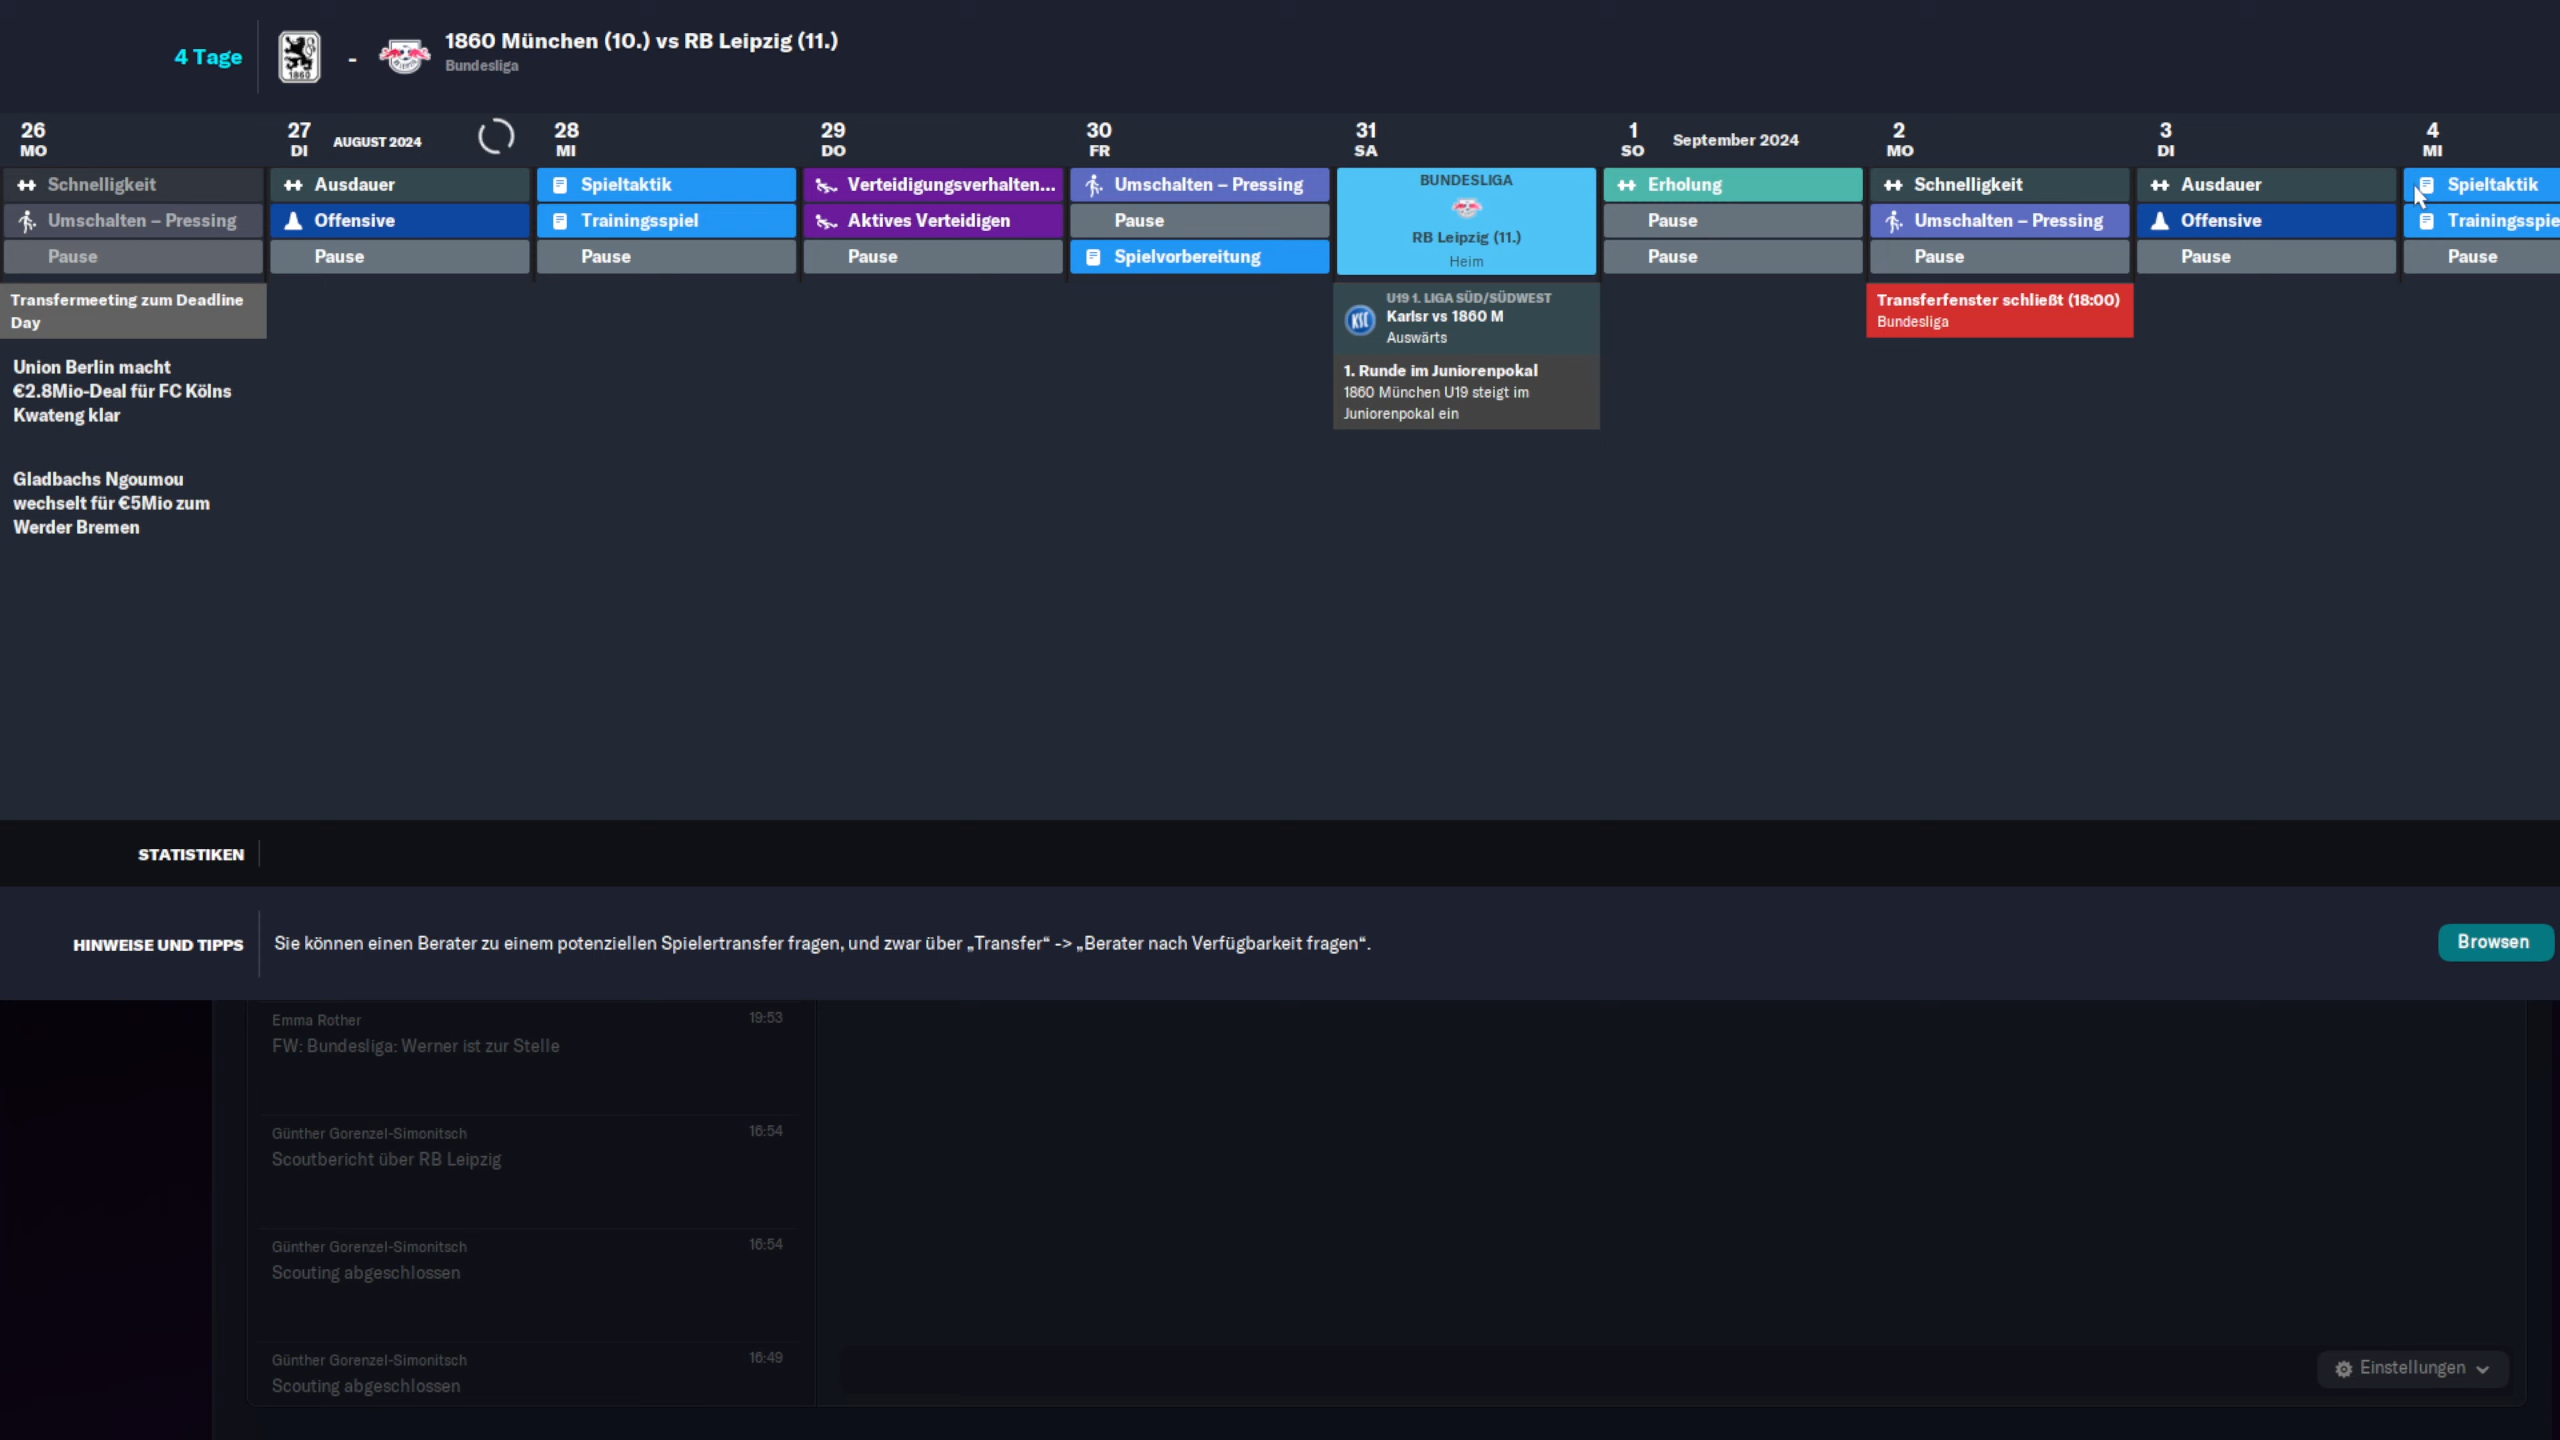 4 Tage
1860
-
1860 München (10.) vs RB Leipzig (11.)
Bundesliga
26
MO
27
DI
AUGUST 2024
28
MI
29
DO
30
FR
31
SA
1
SO
September 2024
2
MO
3
DI
4
MI
Schnelligkeit
Umschalten – Pressing
Pause
Ausdauer
Offensive
Pause
Spieltaktik
Trainingsspiel
Pause
Verteidigungsverhalten...
Aktives Verteidigen
Pause
Umschalten – Pressing
Pause
Spielvorbereitung
BUNDESLIGA
RB Leipzig (11.)
Heim
Erholung
Pause
Pause
Schnelligkeit
Umschalten – Pressing
Pause
Ausdauer
Offensive
Pause
Spieltaktik
Trainingsspie
Pause
Transfermeeting zum Deadline
Day
Union Berlin macht
€2.8Mio-Deal für FC Kölns
Kwateng klar
Gladbachs Ngoumou
wechselt für €5Mio zum
Werder Bremen
KSC
U19 1. LIGA SÜD/SÜDWEST
Karlsr vs 1860 M
Auswärts
1. Runde im Juniorenpokal
1860 München U19 steigt im
Juniorenpokal ein
Transferfenster schließt (18:00)
Bundesliga
STATISTIKEN
HINWEISE UND TIPPS
Sie können einen Berater zu einem potenziellen Spielertransfer fragen, und zwar über „Transfer“ -> „Berater nach Verfügbarkeit fragen“.
Browsen
Emma Rother
19:53
FW: Bundesliga: Werner ist zur Stelle
Günther Gorenzel-Simonitsch
16:54
Scoutbericht über RB Leipzig
Günther Gorenzel-Simonitsch
16:54
Scouting abgeschlossen
Günther Gorenzel-Simonitsch
16:49
Scouting abgeschlossen
Einstellungen